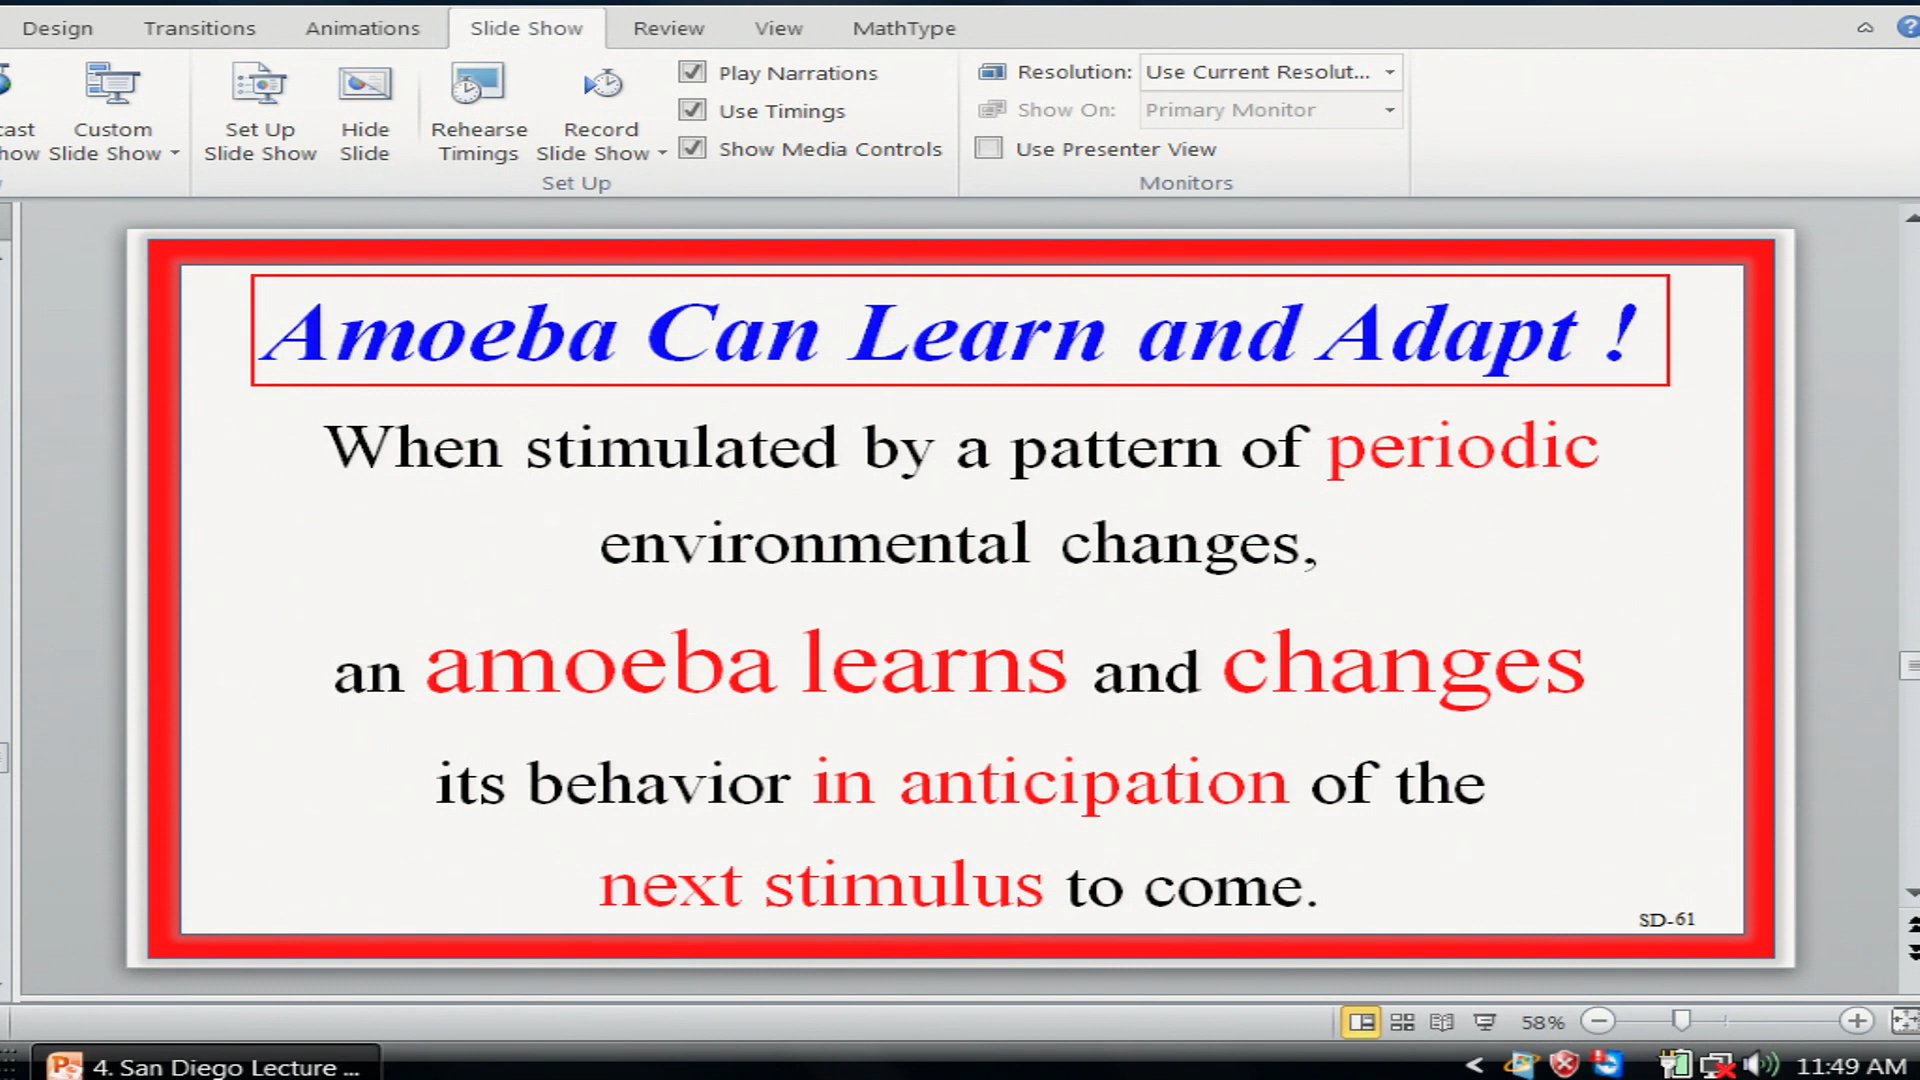 Design Transitions Animations Slide Show Review View MathType
Custom
Slide Show
Set Up
Slide Show
Hide
Slide
Rehearse
Timings
Record
Slide Show
Play Narrations
Use Timings
Show Media Controls
Set Up
Resolution: Use Current Resolut...
Show On: Primary Monitor
Use Presenter View
Monitors
Amoeba Can Learn and Adapt !
When stimulated by a pattern of periodic
environmental changes,
an amoeba learns and changes
its behavior in anticipation of the
next stimulus to come.
SD-61
58%
4. San Diego Lecture ...
11:49 AM